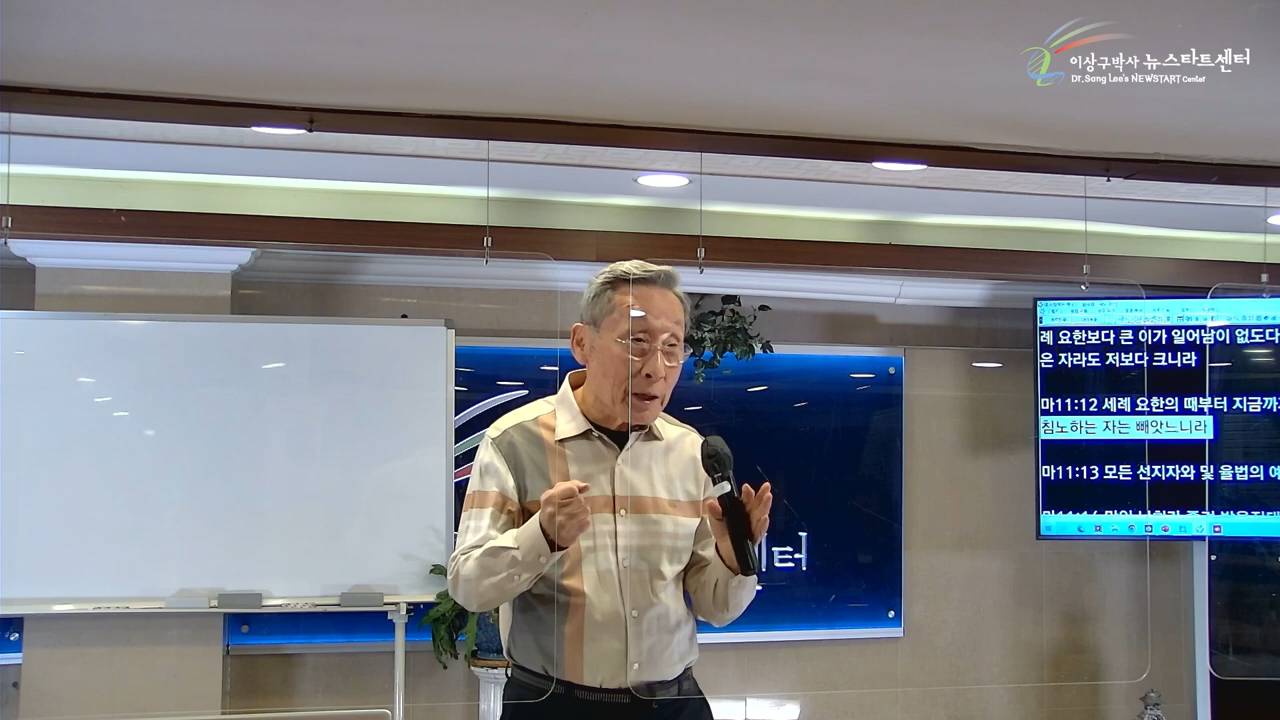 이상구박사 뉴스타트센터
Dr. Sang Lee's NEWSTART Center
례 요한보다 큰 이가 일어남이 없도다
은 자라도 저보다 크니라
마11:12 세례 요한의 때부터 지금까지
침노하는 자는 빼앗느니라
마11:13 모든 선지자와 및 율법의 예
터